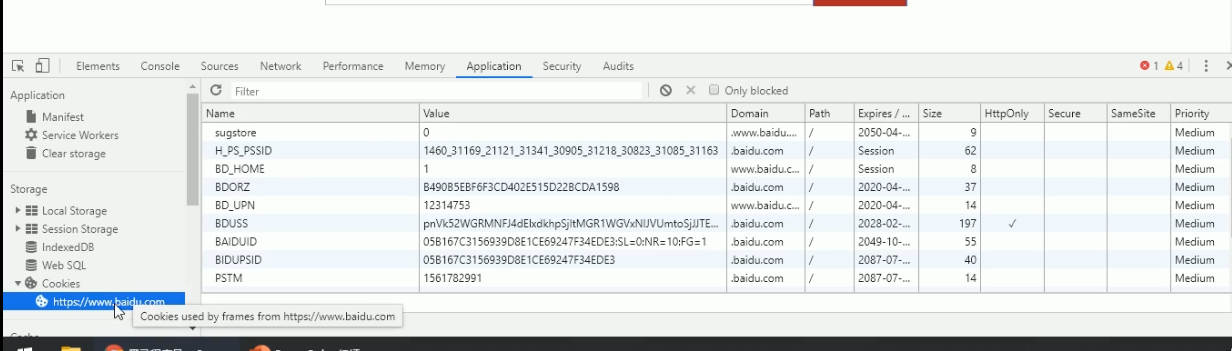 Elements Console Sources Network Performance Memory Application Security Audits 1 4
Application
Manifest
Service Workers
Clear storage
Storage
Local Storage
Session Storage
IndexedDB
Web SQL
Cookies
https://www.baidu.com
Cache
Filter Only blocked
Name Value Domain Path Expires / ... Size HttpOnly Secure SameSite Priority
sugstore 0 .www.baidu.... / 2050-04-... 9 Medium
H_PS_PSSID 1460_31169_21121_31341_30905_31218_30823_31085_31163 .baidu.com / Session 62 Medium
BD_HOME 1 www.baidu.c... / Session 8 Medium
BDORZ B490B5EBF6F3CD402E515D22BCDA1598 .baidu.com / 2020-04-... 37 Medium
BD_UPN 12314753 www.baidu.c... / 2020-04-... 14 Medium
BDUSS .baidu.com / 2028-02-... 197 ✓ Medium
BAIDUID 05B167C3156939D8E1CE69247F34EDE3:SL=0:NR=10:FG=1 .baidu.com / 2049-10-... 55 Medium
BIDUPSID 05B167C3156939D8E1CE69247F34EDE3 .baidu.com / 2087-07-... 40 Medium
PSTM 1561782991 .baidu.com / 2087-07-... 14 Medium
Cookies used by frames from https://www.baidu.com